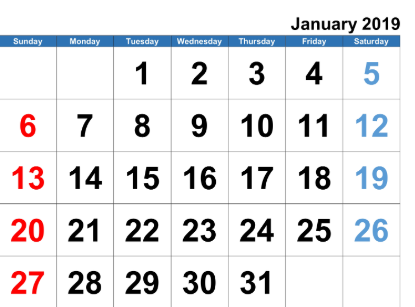 January 2019
Sunday Monday Tuesday Wednesday Thursday Friday Saturday
1 2 3 4 5
6 7 8 9 10 11 12
13 14 15 16 17 18 19
20 21 22 23 24 25 26
27 28 29 30 31